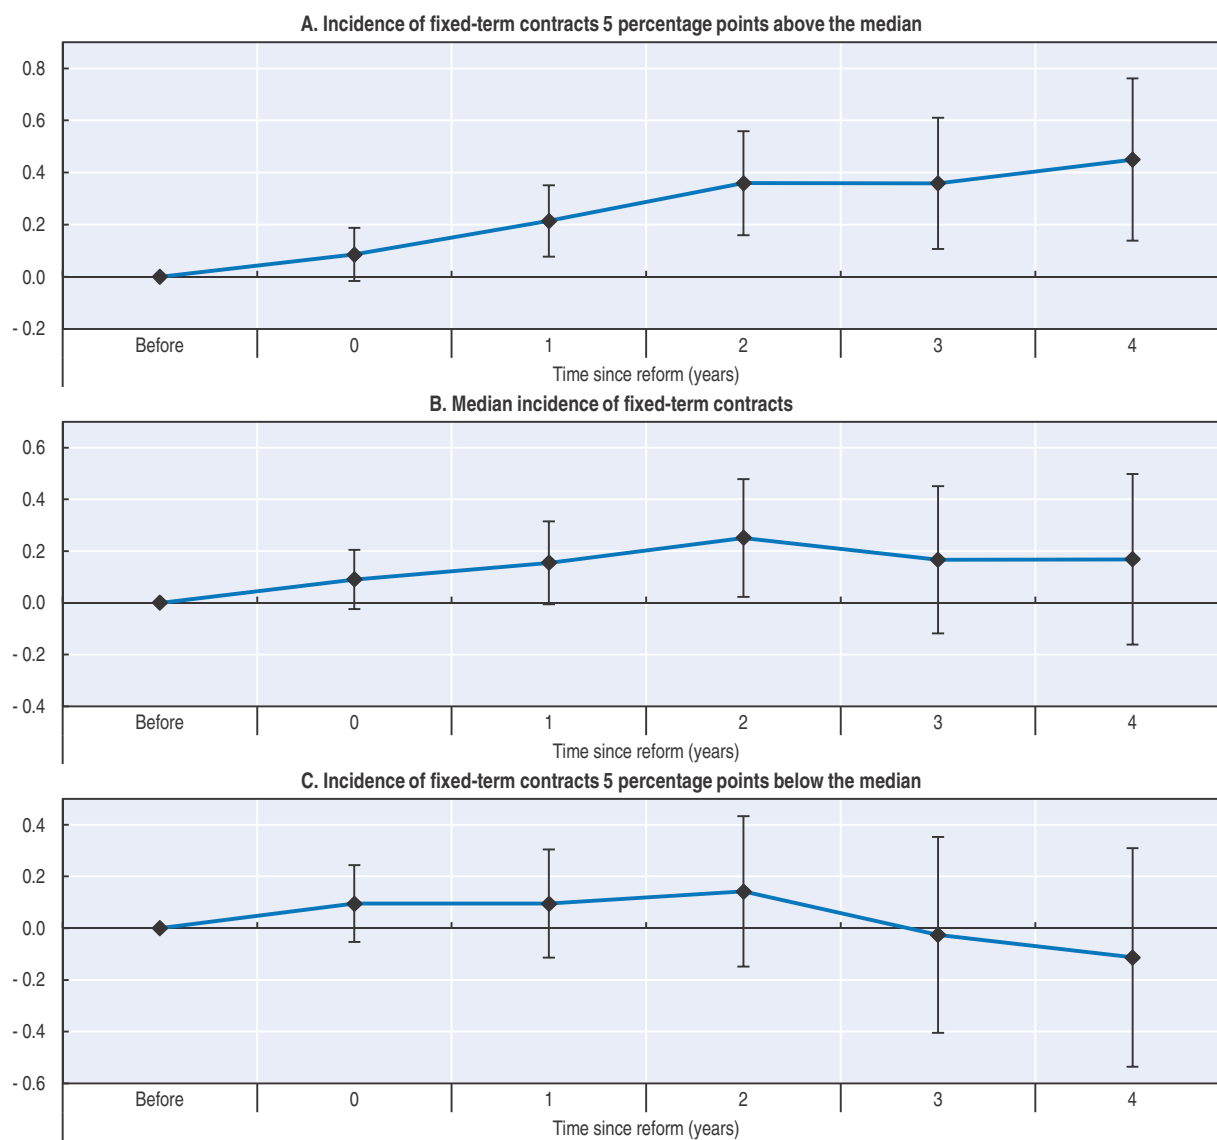 A. Incidence of fixed-term contracts 5 percentage points above the median
0.8
0.6
0.4
0.2
0.0
- 0.2
Before 0 1 2 3 4
Time since reform (years)
B. Median incidence of fixed-term contracts
0.6
0.4
0.2
0.0
- 0.2
- 0.4
Before 0 1 2 3 4
Time since reform (years)
C. Incidence of fixed-term contracts 5 percentage points below the median
0.4
0.2
0.0
- 0.2
- 0.4
- 0.6
Before 0 1 2 3 4
Time since reform (years)